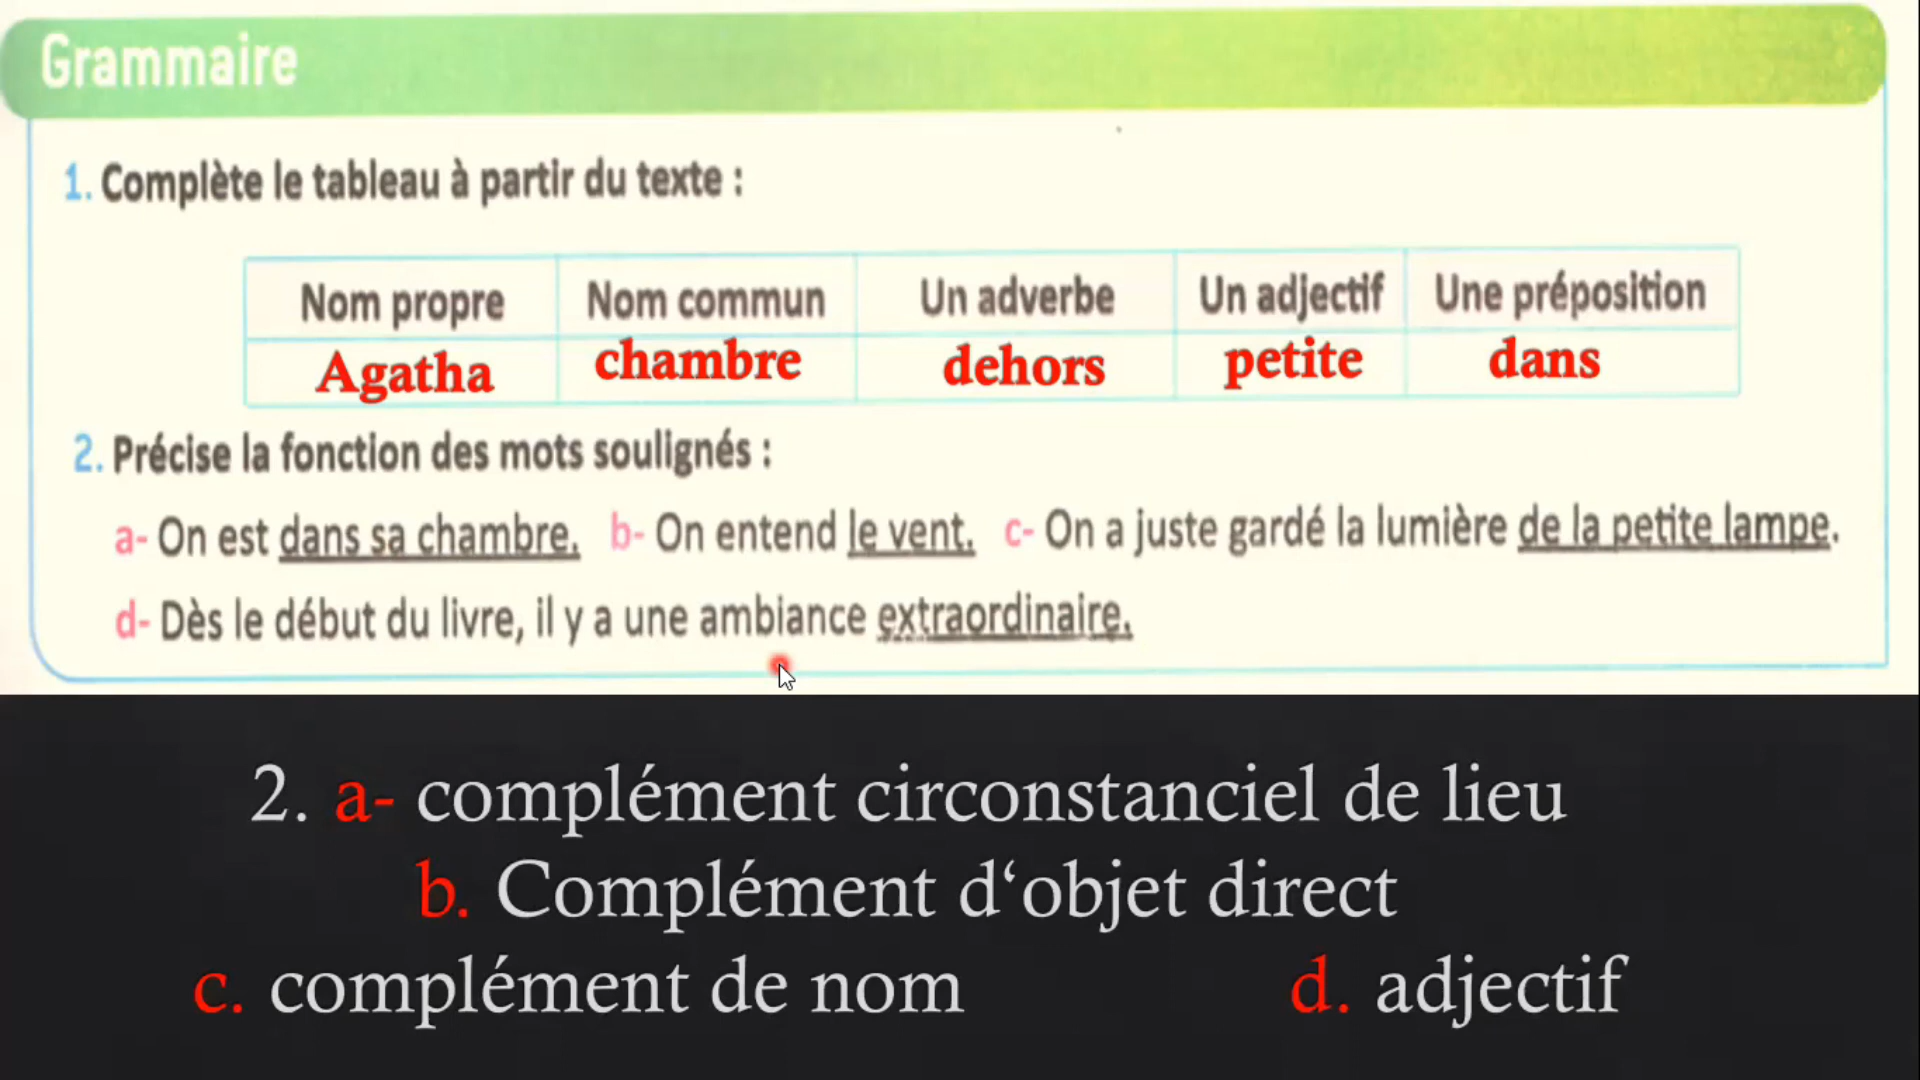 Grammaire
1. Complète le tableau à partir du texte :
Nom propre Nom commun Un adverbe Un adjectif Une préposition
Agatha chambre dehors petite dans
2. Précise la fonction des mots soulignés :
a- On est dans sa chambre. b- On entend le vent. c- On a juste gardé la lumière de la petite lampe.
d- Dès le début du livre, il y a une ambiance extraordinaire.
2. a- complément circonstanciel de lieu
b. Complément d‘objet direct
c. complément de nom d. adjectif